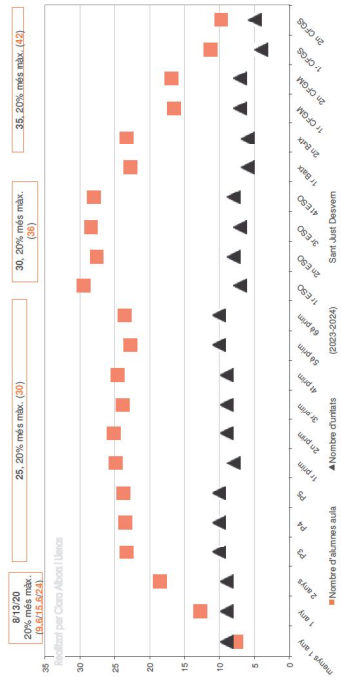 8/13/20
20% més màx.
(9.6/15.6/24)
25, 20% més màx. (30)
30, 20% més màx.
(36)
35, 20% més màx. (42)
Realitzat per Clara Albors i Llorens
35
30
25
20
15
10
5
0
menys 1 any
1 any
2 anys
P3
P4
P5
1r prim
2n prim
3r prim
4t prim
5è prim
6è prim
1r ESO
2n ESO
3r ESO
4t ESO
1r Batx
2n Batx
1r CFGM
2n CFGM
1r CFGS
2n CFGS
Nombre d'alumnes aula
Nombre d'unitats
(2023-2024)
Sant Just Desvern